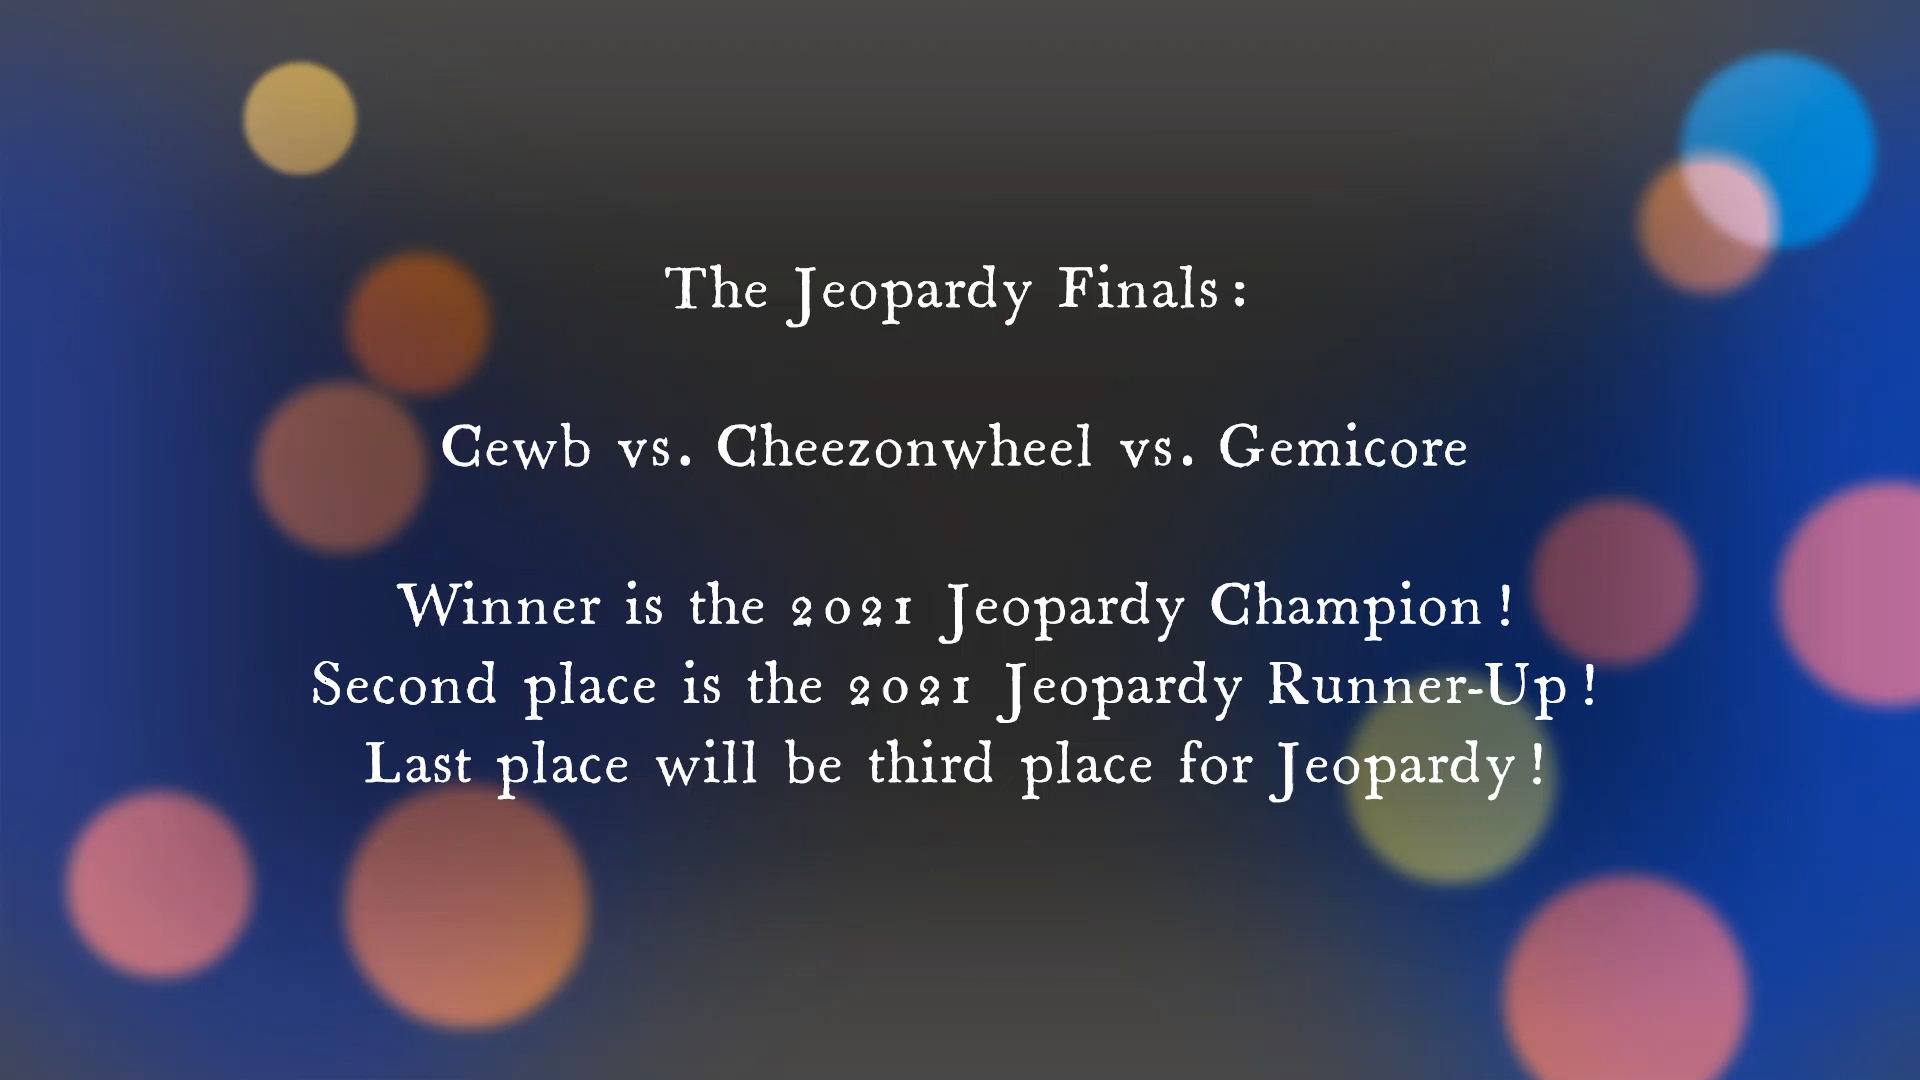 The Jeopardy Finals:
Cewb vs. Cheezonwheel vs. Gemicore
Winner is the 2021 Jeopardy Champion!
Second place is the 2021 Jeopardy Runner-Up!
Last place will be third place for Jeopardy!